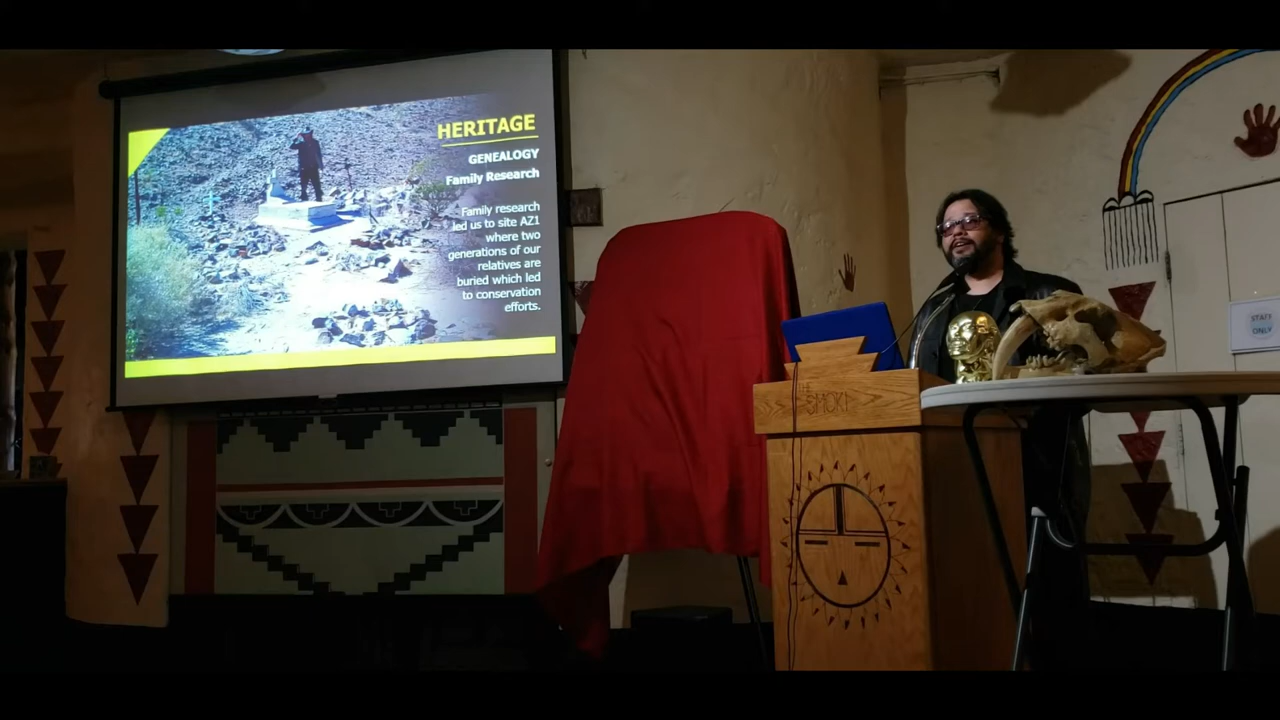 HERITAGE
GENEALOGY
Family Research
Family research
led us to site AZ1
where two
generations of our
relatives are
buried which led
to conservation
efforts.
THE
SMOKI
STAFF
ONLY